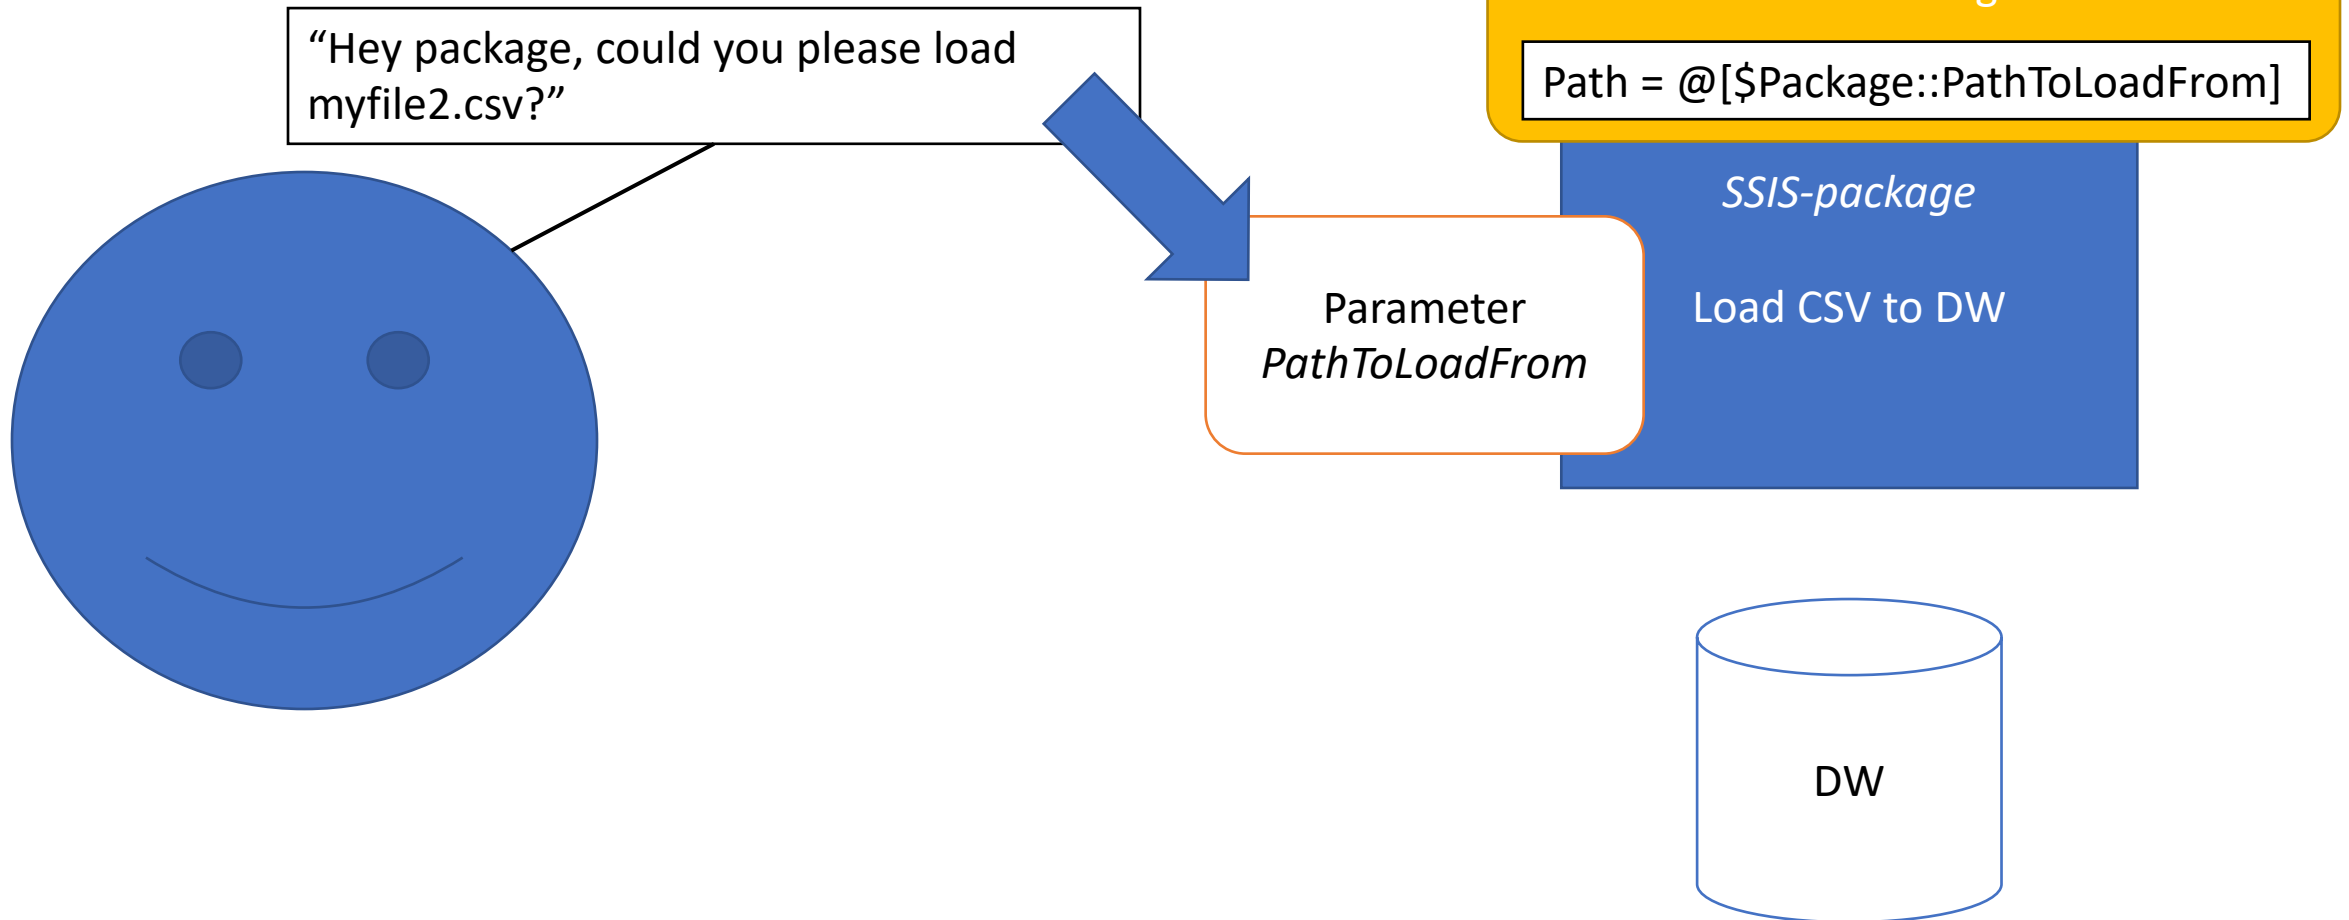 “Hey package, could you please load
myfile2.csv?”
Path = @[$Package::PathToLoadFrom]
SSIS-package
Load CSV to DW
Parameter
PathToLoadFrom
DW